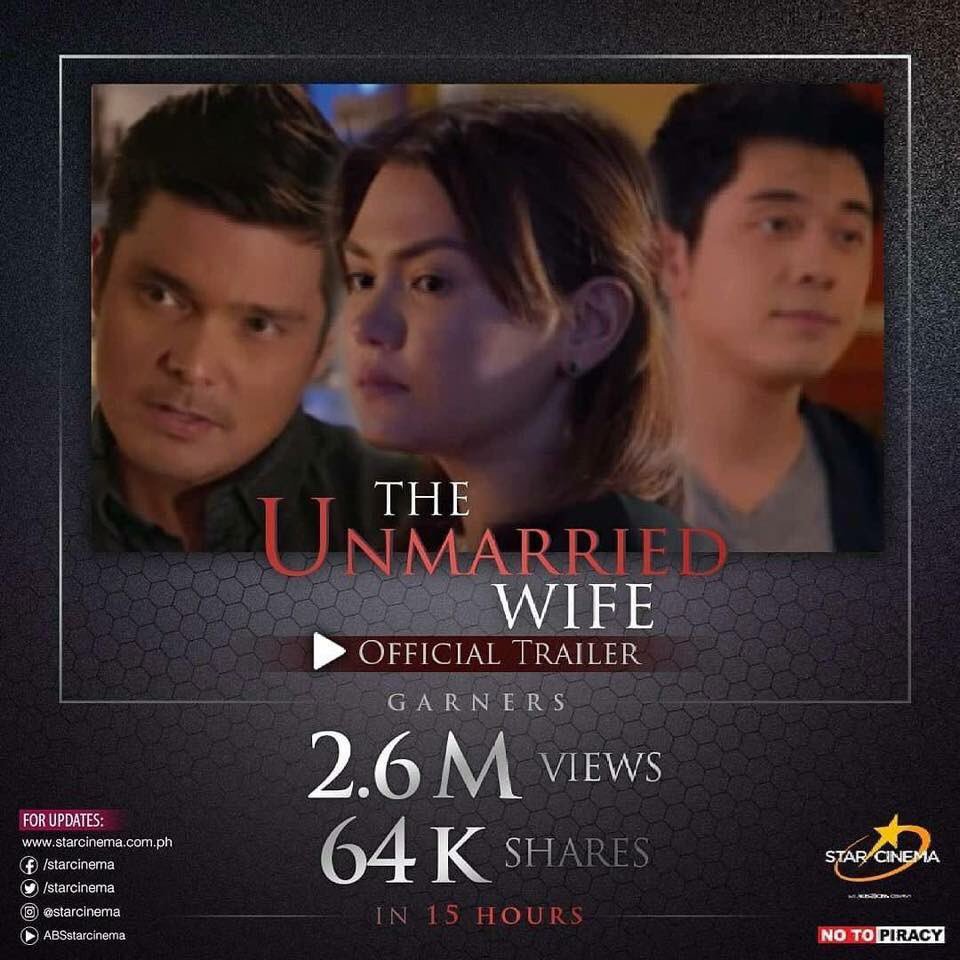 THE
UNMARRIED
WIFE
OFFICIAL TRAILER
GARNERS
2.6 M VIEWS
64 K SHARES
IN 15 HOURS
FOR UPDATES:
www.starcinema.com.ph
/starcinema
/starcinema
@starcinema
ABSstarcinema
STAR CINEMA
NO TO PIRACY